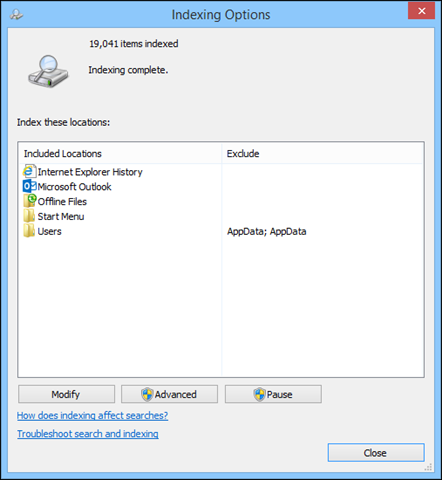 Indexing Options
19,041 items indexed
Indexing complete.
Index these locations:
Included Locations Exclude
Internet Explorer History
Microsoft Outlook
Offline Files
Start Menu
Users AppData; AppData
Modify Advanced Pause
How does indexing affect searches?
Troubleshoot search and indexing
Close